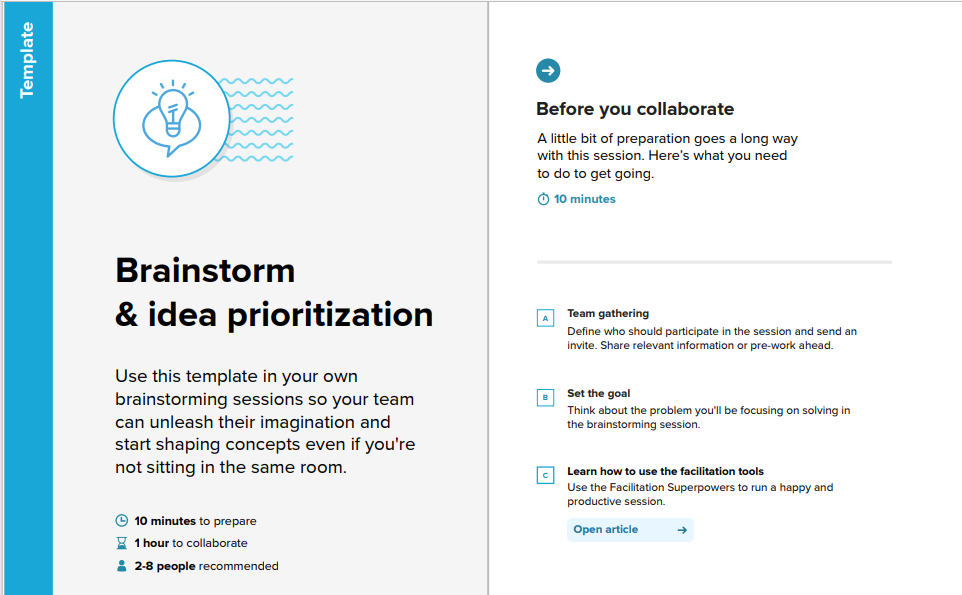 Template
Brainstorm
& idea prioritization
Use this template in your own
brainstorming sessions so your team
can unleash their imagination and
start shaping concepts even if you're
not sitting in the same room.
10 minutes to prepare
1 hour to collaborate
2-8 people recommended
Before you collaborate
A little bit of preparation goes a long way
with this session. Here's what you need
to do to get going.
10 minutes
A
Team gathering
Define who should participate in the session and send an
invite. Share relevant information or pre-work ahead.
B
Set the goal
Think about the problem you'll be focusing on solving in
the brainstorming session.
C
Learn how to use the facilitation tools
Use the Facilitation Superpowers to run a happy and
productive session.
Open article